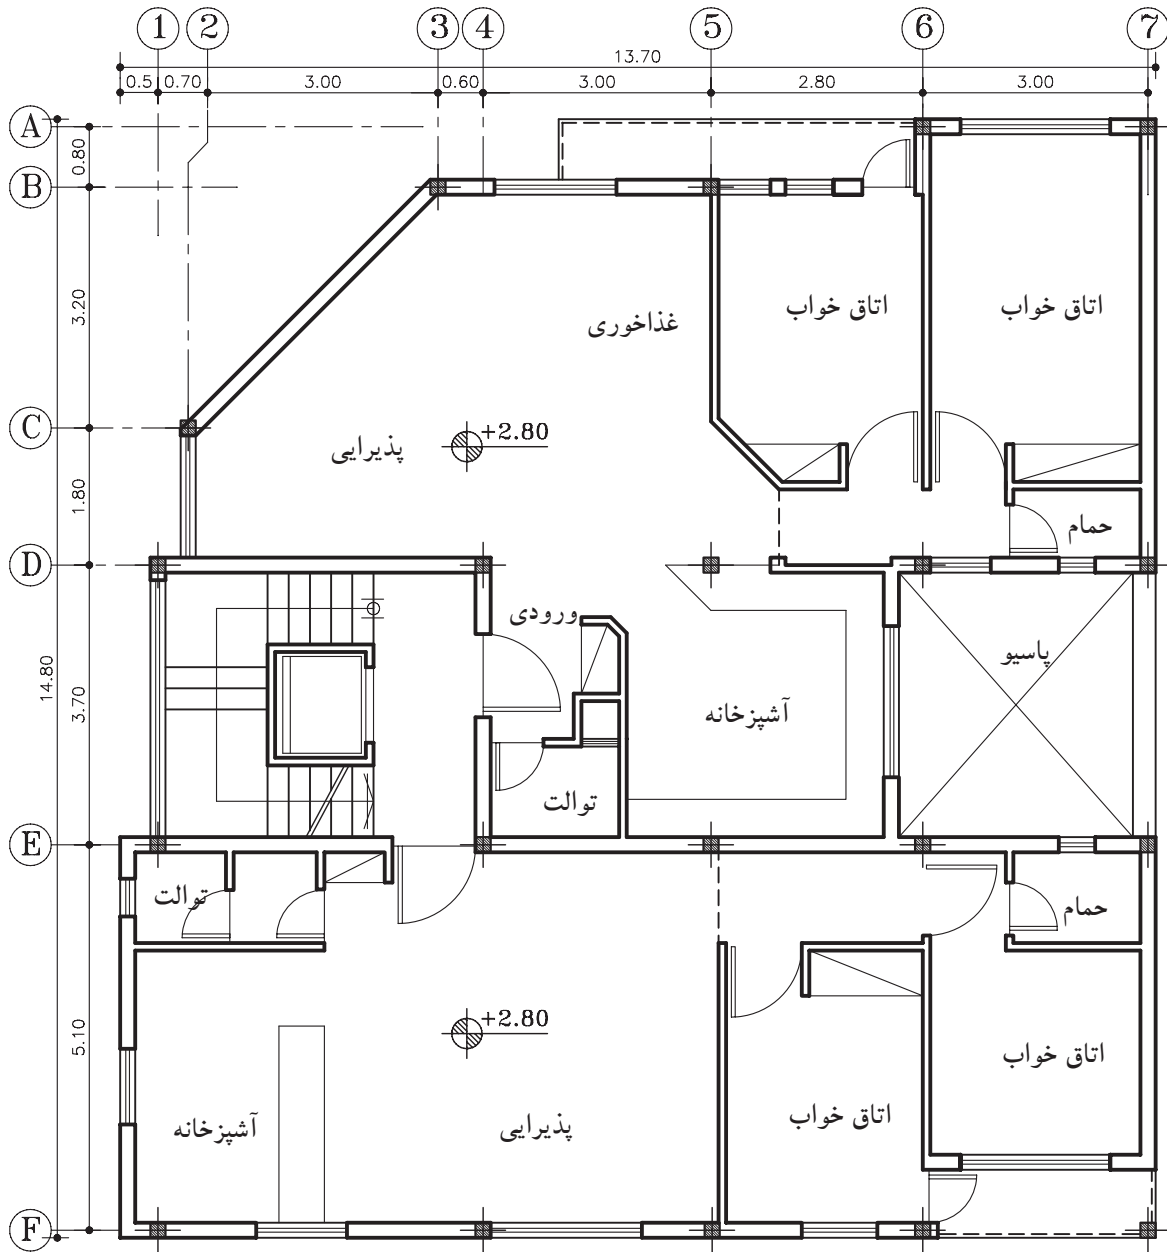 1 2 3 4 5 6 7
13.70
0.5 0.70 3.00 0.60 3.00 2.80 3.00
A
0.80
B
3.20
اتاق خواب
اتاق خواب
غذاخوری
C
+2.80
پذیرایی
1.80
حمام
D
ورودی
پاسیو
14.80
3.70
آشپزخانه
توالت
E
توالت
حمام
+2.80
5.10
اتاق خواب
اتاق خواب
پذیرایی
آشپزخانه
F